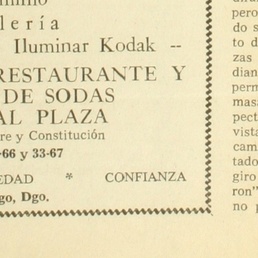 lería
Iluminar Kodak --
RESTAURANTE Y
DE SODAS
AL PLAZA
re y Constitución
-66 y 33-67
EDAD * CONFIANZA
go, Dgo.
pero
do s
to d
zas
dian
perm
masa
pect
vista
cam
tado
giro
ron"
no p